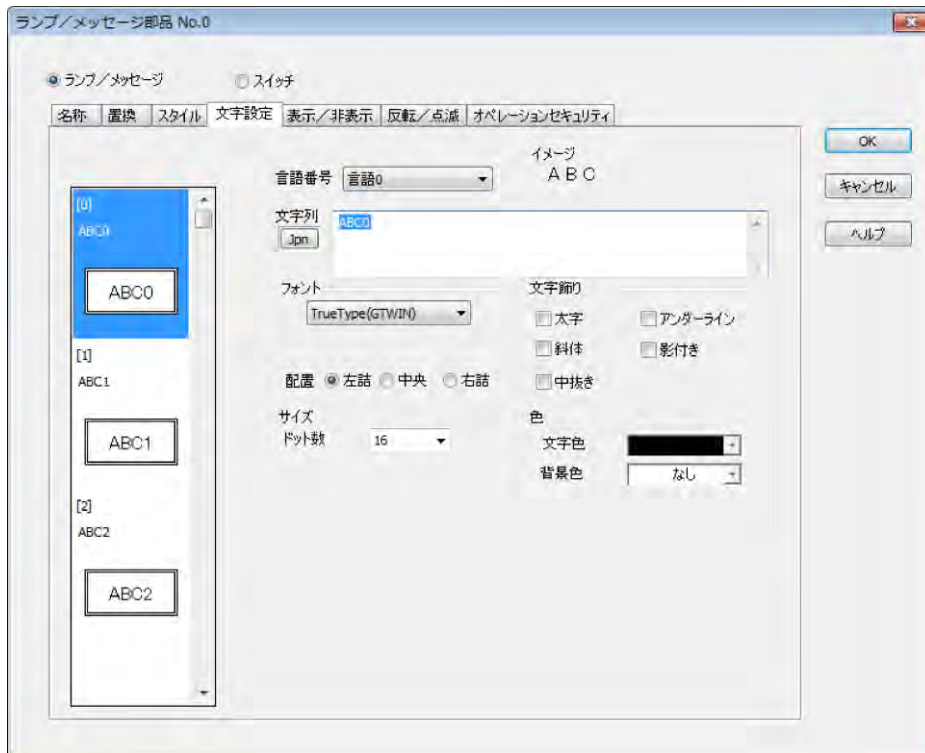 ランプ／メッセージ部品 No.0
ランプ／メッセージ
スイッチ
名称 置換 スタイル 文字設定 表示／非表示 反転／点滅 オペレーションセキュリティ
OK
キャンセル
ヘルプ
[0]
ABC0
ABC0
[1]
ABC1
ABC1
[2]
ABC2
ABC2
言語番号 言語0
イメージ
ＡＢＣ
文字列
Jpn
ABC0
フォント
TrueType(GTWIN)
配置 左詰 中央 右詰
サイズ
ドット数 16
文字飾り
太字 アンダーライン
斜体 影付き
中抜き
色
文字色
背景色 なし